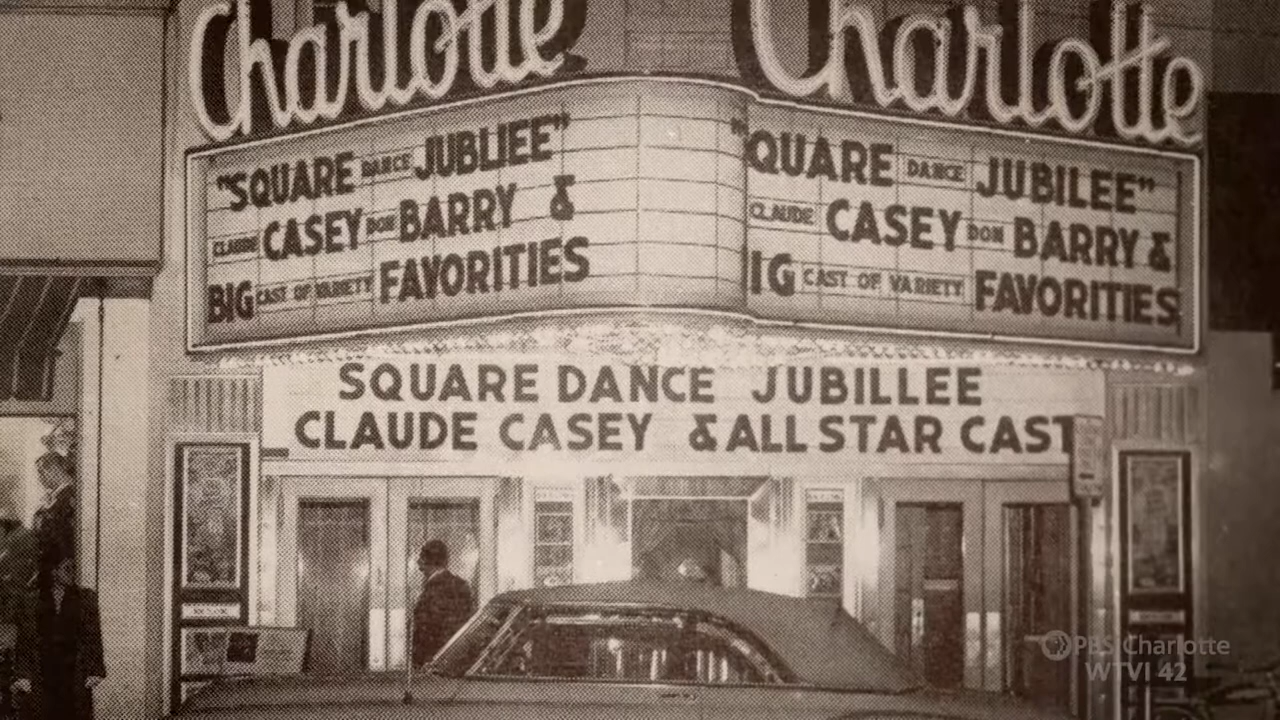 Charlotte
Charlotte
"SQUARE DANCE JUBLIEE"
CLAUDE CASEY DON BARRY &
BIG CAST OF VARIETY FAVORITIES
"QUARE DANCE JUBILEE"
CLAUDE CASEY DON BARRY &
IG CAST OF VARIETY FAVORITIES
SQUARE DANCE JUBILLEE
CLAUDE CASEY & ALL STAR CAST
PBS Charlotte
WTVI 42